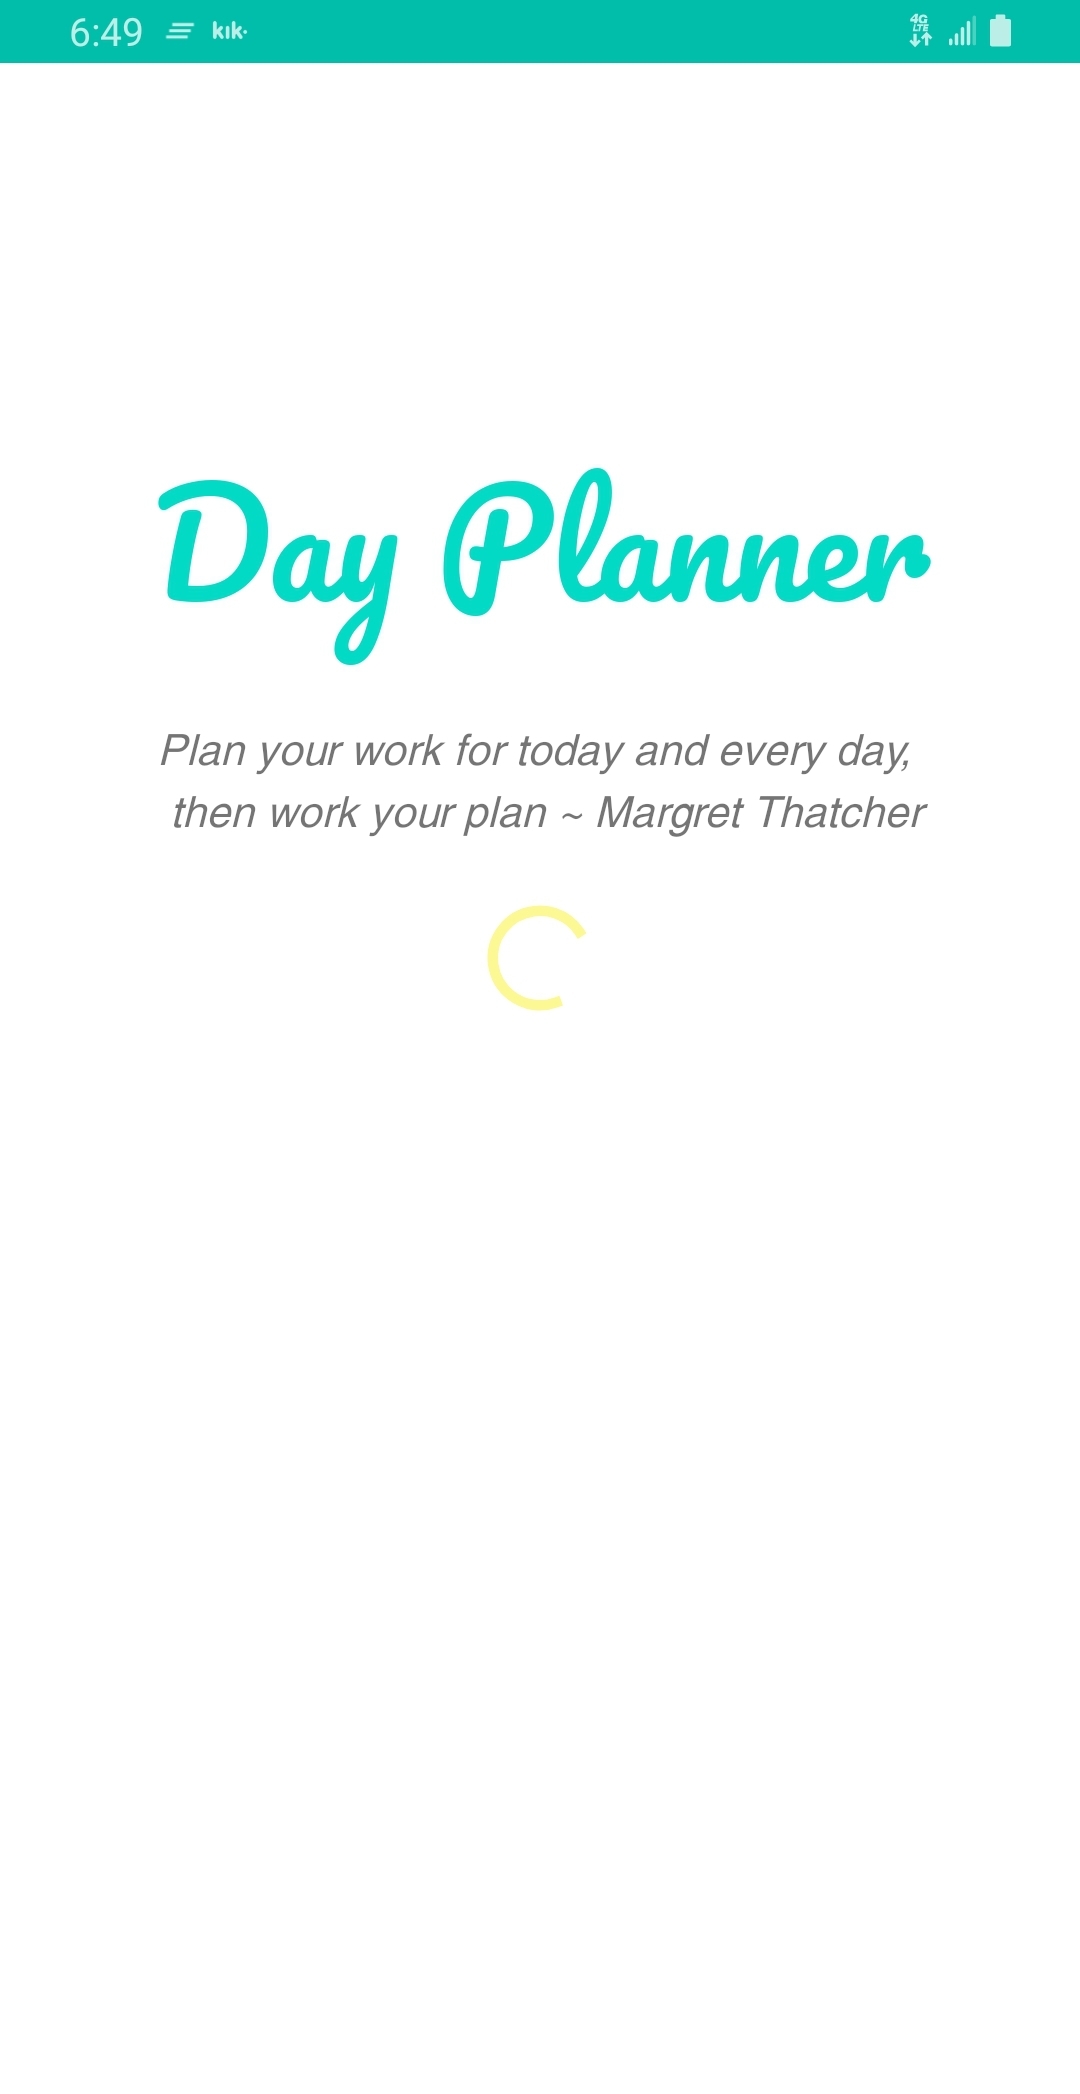 6:49 kik.
4G
LTE
Day Planner
Plan your work for today and every day,
then work your plan ~ Margret Thatcher